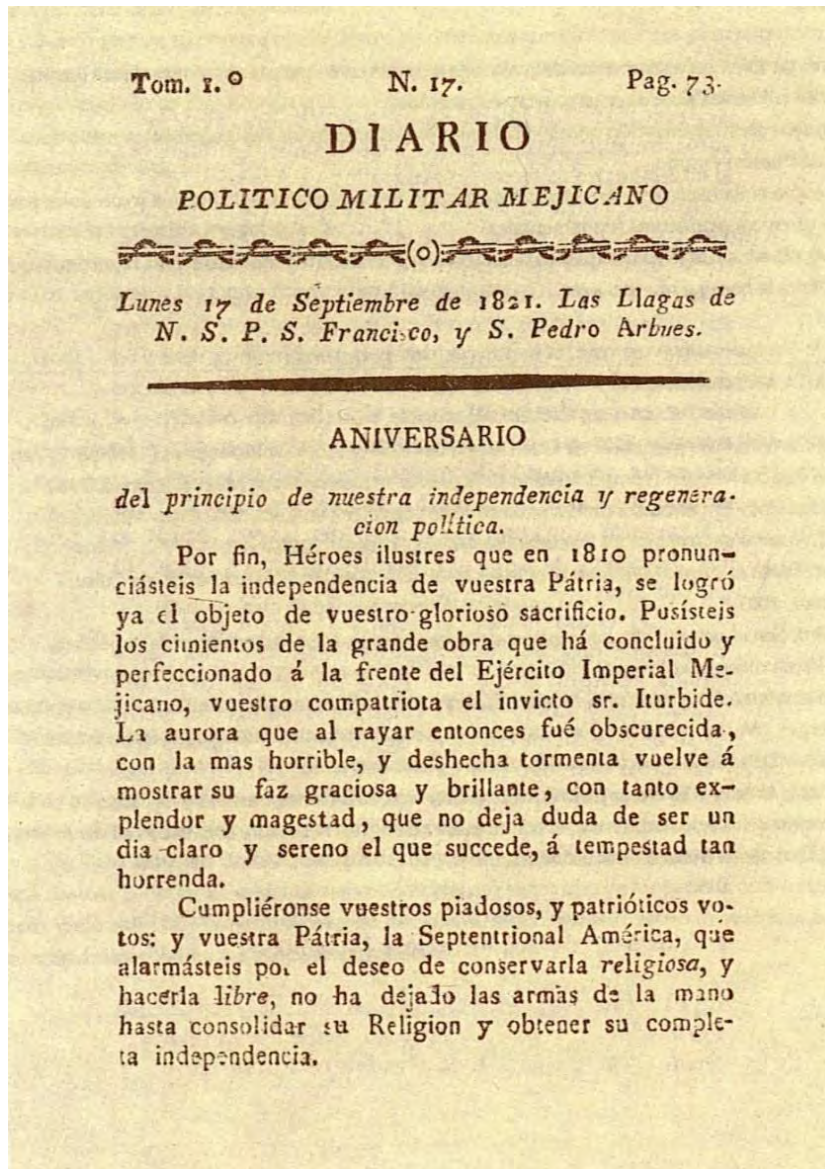 Tom. 1.º N. 17. Pag. 73.
DIARIO
POLITICO MILITAR MEJICANO
(o)
Lunes 17 de Septiembre de 1821. Las Llagas de
N. S. P. S. Francisco, y S. Pedro Arbues.
ANIVERSARIO
del principio de nuestra independencia y regenera-
cion política.
Por fin, Héroes ilustres que en 1810 pronun-
ciásteis la independencia de vuestra Pátria, se logró
ya el objeto de vuestro glorioso sacrificio. Pusísteis
los cimientos de la grande obra que há concluido y
perfeccionado á la frente del Ejército Imperial Me-
jicano, vuestro compatriota el invicto sr. Iturbide.
La aurora que al rayar entonces fué obscurecida,
con la mas horrible, y deshecha tormenta vuelve á
mostrar su faz graciosa y brillante, con tanto ex-
plendor y magestad, que no deja duda de ser un
dia claro y sereno el que succede, á tempestad tan
horrenda.
Cumpliéronse vuestros piadosos, y patrióticos vo-
tos: y vuestra Pátria, la Septentrional América, que
alarmásteis por el deseo de conservarla religiosa, y
hacerla libre, no ha dejado las armas de la mano
hasta consolidar su Religion y obtener su comple-
ta independencia.